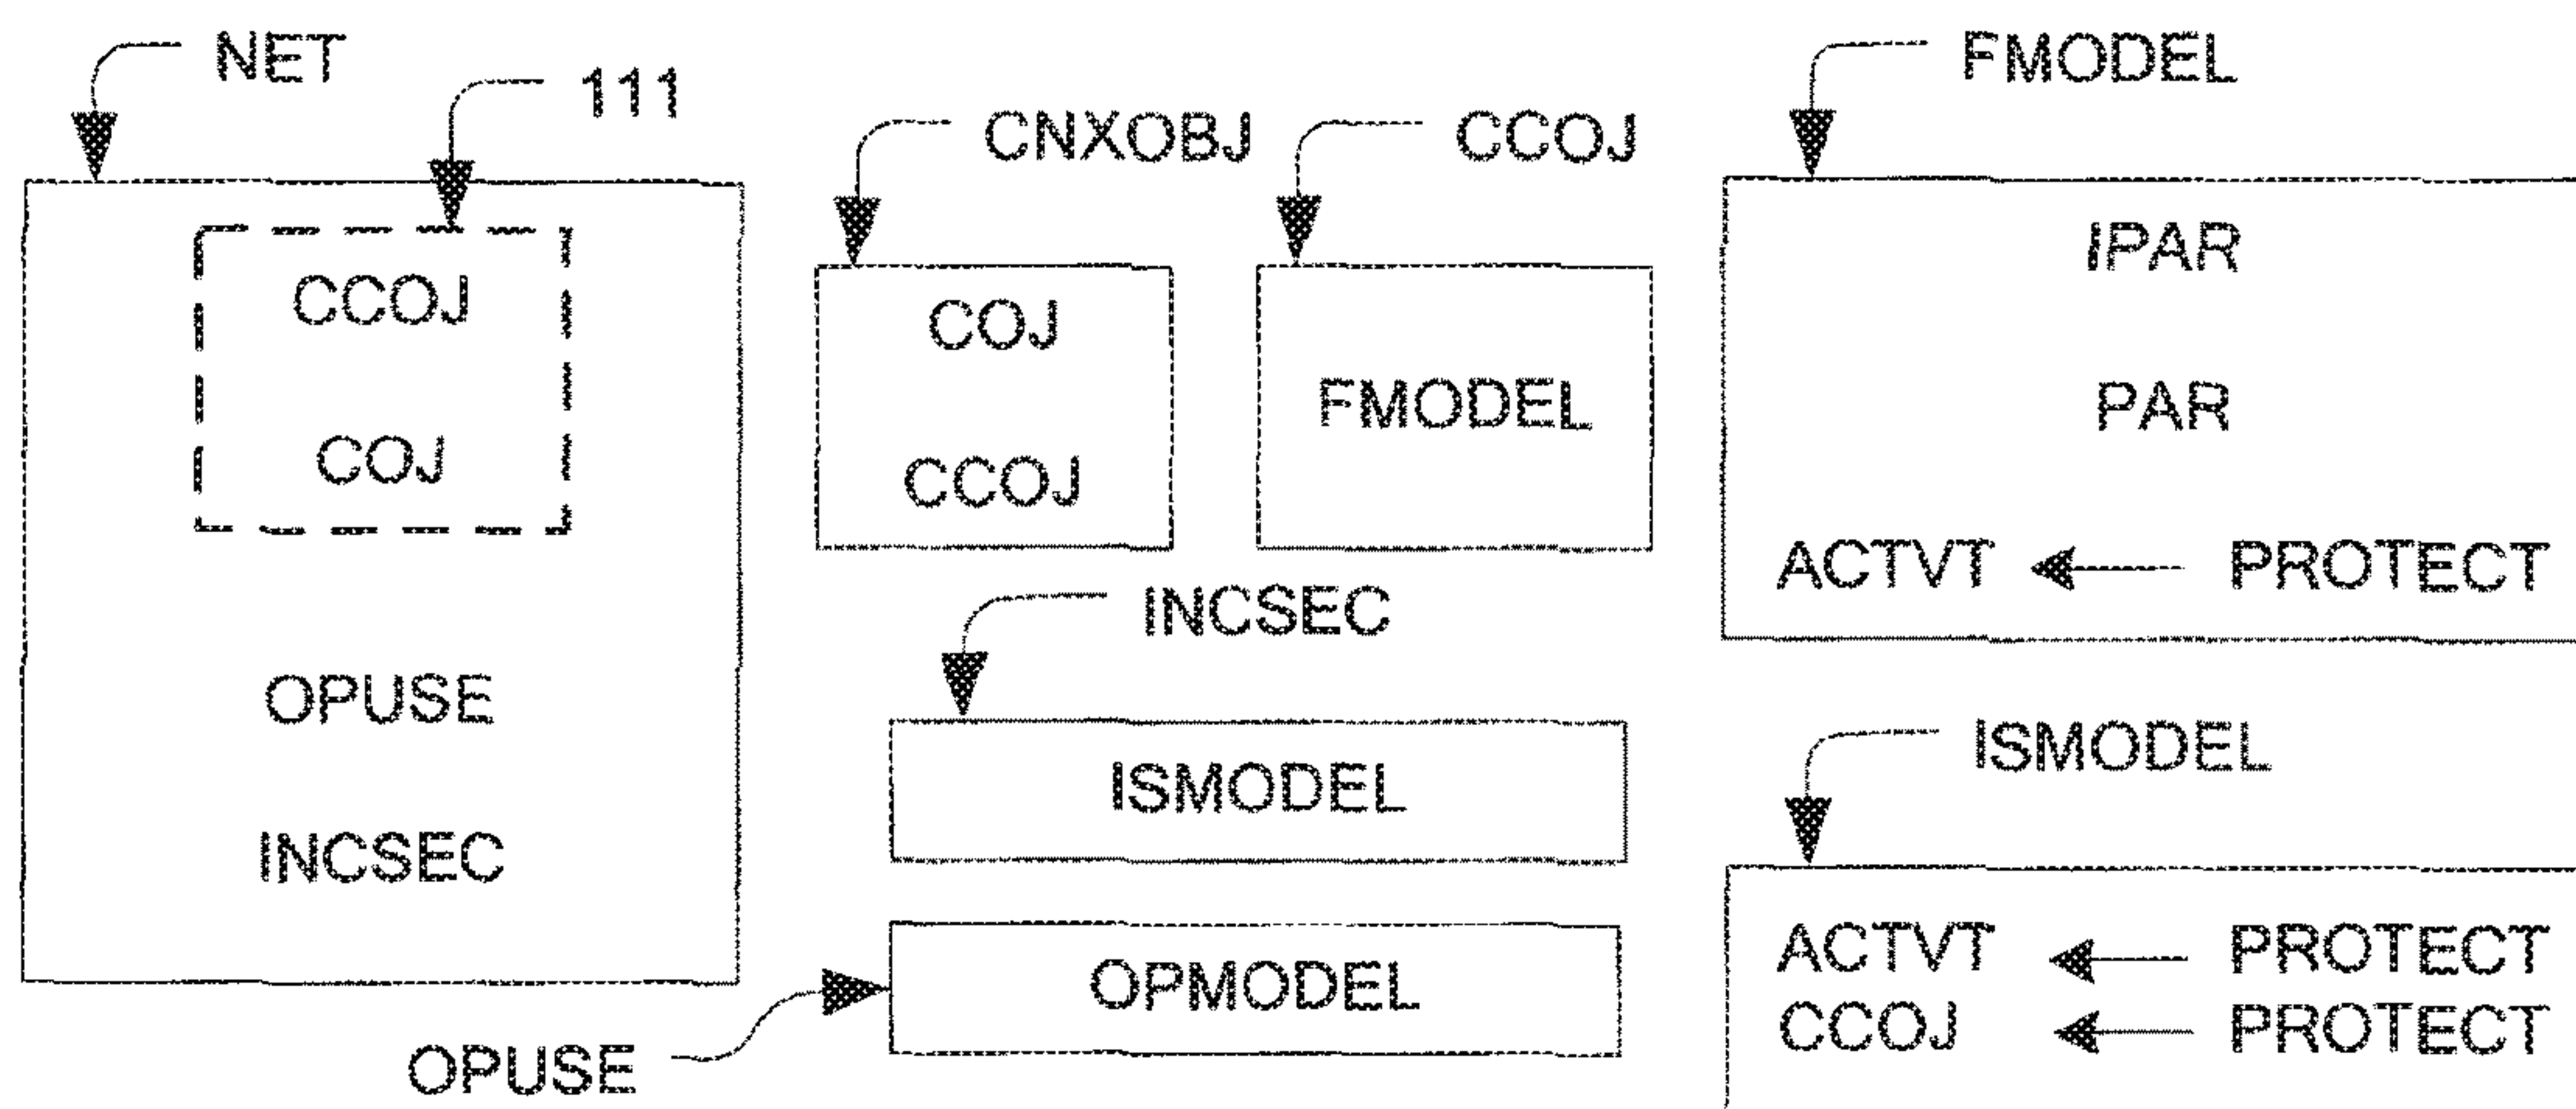 NET
111
CCOJ
COJ
OPUSE
INCSEC
CNXOBJ
COJ
CCOJ
CCOJ
FMODEL
INCSEC
ISMODEL
OPMODEL
OPUSE
FMODEL
IPAR
PAR
ACTVT PROTECT
ISMODEL
ACTVT PROTECT
CCOJ PROTECT